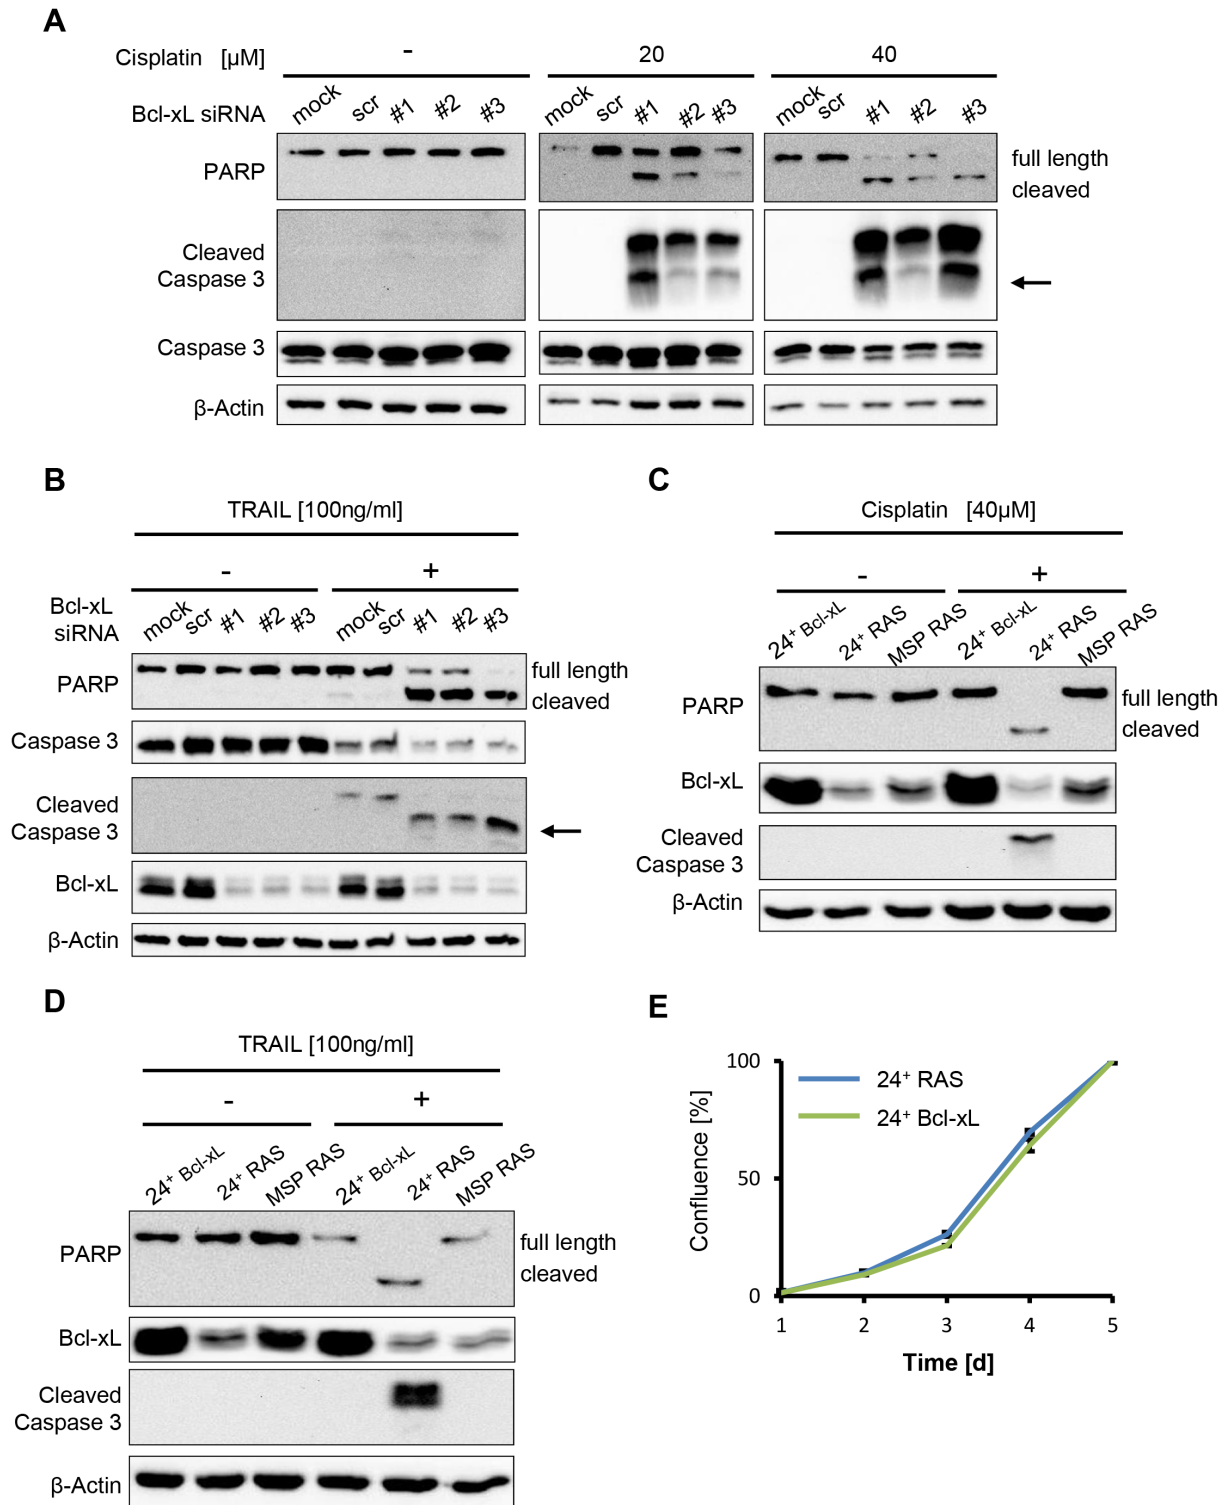 A
Cisplatin [µM] - 20 40
Bcl-xL siRNA mock scr #1 #2 #3 mock scr #1 #2 #3 mock scr #1 #2 #3
PARP full length
cleaved
Cleaved
Caspase 3
Caspase 3
β-Actin
B
TRAIL [100ng/ml]
- +
Bcl-xL
siRNA mock scr #1 #2 #3 mock scr #1 #2 #3
PARP full length
cleaved
Caspase 3
Cleaved
Caspase 3
Bcl-xL
β-Actin
C
Cisplatin [40µM]
- +
24⁺ Bcl-xL 24⁺ RAS MSP RAS 24⁺ Bcl-xL 24⁺ RAS MSP RAS
PARP full length
cleaved
Bcl-xL
Cleaved
Caspase 3
β-Actin
D
TRAIL [100ng/ml]
- +
24⁺ Bcl-xL 24⁺ RAS MSP RAS 24⁺ Bcl-xL 24⁺ RAS MSP RAS
PARP full length
cleaved
Bcl-xL
Cleaved
Caspase 3
β-Actin
E
Confluence [%]
100
50
0
24⁺ RAS
24⁺ Bcl-xL
1 2 3 4 5
Time [d]